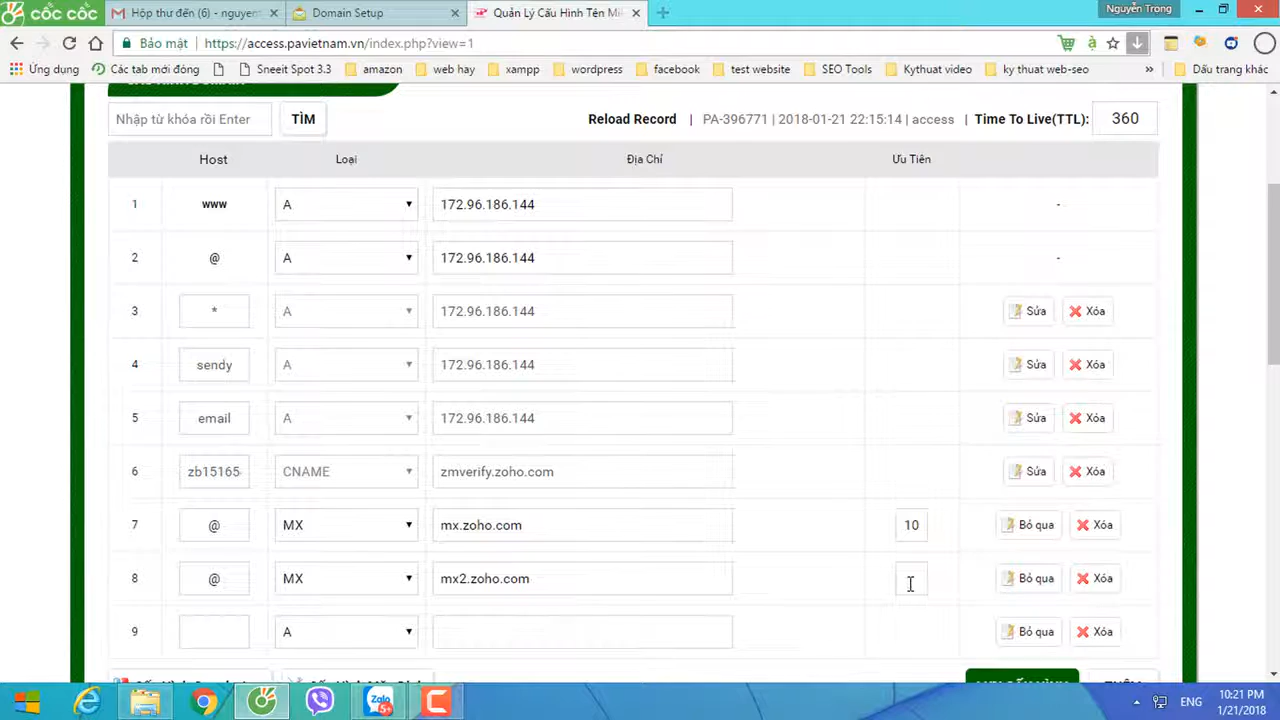 CỐC CỐC
Hộp thư đến (6) - nguyem
Domain Setup
Quản Lý Cấu Hình Tên Mi
Nguyễn Trong
Bảo mật
https://access.pavietnam.vn/index.php?view=1
Ứng dụng
Các tab mới đóng
Sneeit Spot 3.3
amazon
web hay
xampp
wordpress
facebook
test website
SEO Tools
Kythuat video
ky thuat web-seo
»
Dấu trang khác
Nhập từ khóa rồi Enter
TÌM
Reload Record | PA-396771 | 2018-01-21 22:15:14 | access | Time To Live(TTL): 360
Host Loại Địa Chỉ Ưu Tiên
1 www A 172.96.186.144 -
2 @ A 172.96.186.144 -
3 * A 172.96.186.144 Sửa Xóa
4 sendy A 172.96.186.144 Sửa Xóa
5 email A 172.96.186.144 Sửa Xóa
6 zb15165 CNAME zmverify.zoho.com Sửa Xóa
7 @ MX mx.zoho.com 10 Bỏ qua Xóa
8 @ MX mx2.zoho.com Bỏ qua Xóa
9 A Bỏ qua Xóa
Zalo 5+
ENG
10:21 PM
1/21/2018